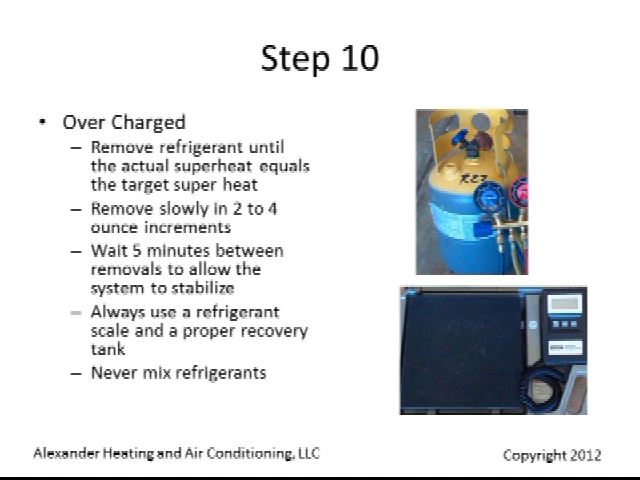 Step 10
• Over Charged
– Remove refrigerant until
the actual superheat equals
the target super heat
– Remove slowly in 2 to 4
ounce increments
– Wait 5 minutes between
removals to allow the
system to stabilize
– Always use a refrigerant
scale and a proper recovery
tank
– Never mix refrigerants
Alexander Heating and Air Conditioning, LLC
Copyright 2012